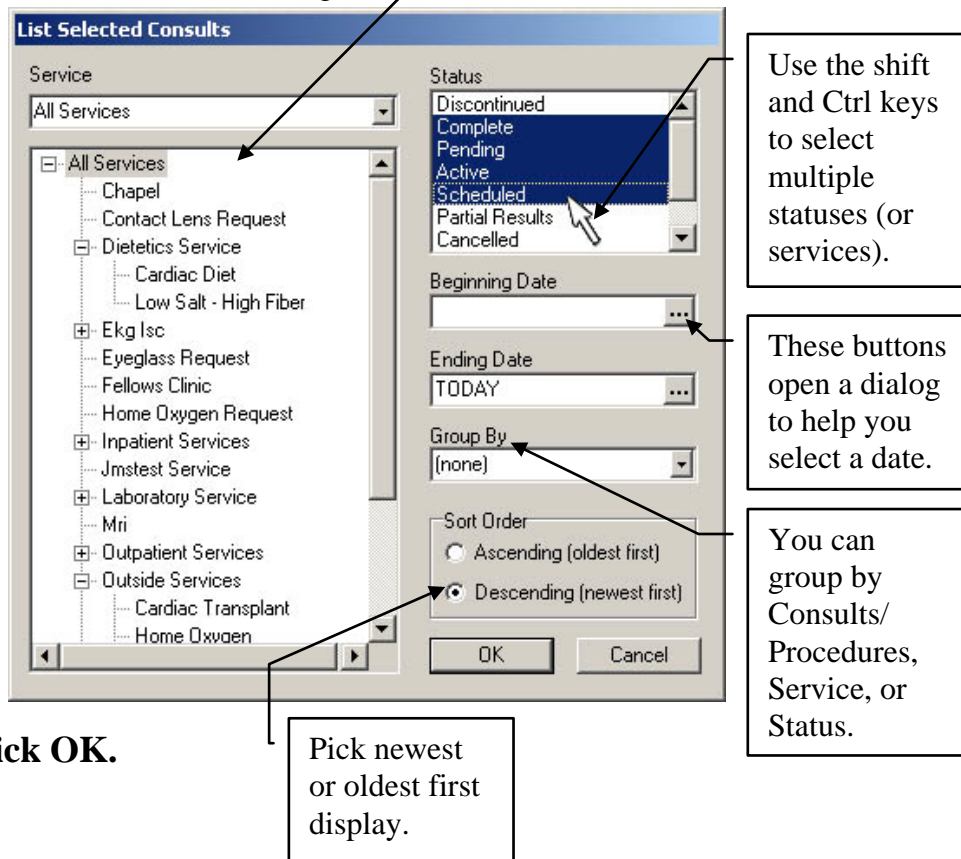 List Selected Consults
Service
All Services
All Services
Chapel
Contact Lens Request
Dietetics Service
Cardiac Diet
Low Salt - High Fiber
Ekg Isc
Eyeglass Request
Fellows Clinic
Home Oxygen Request
Inpatient Services
Jmstest Service
Laboratory Service
Mri
Outpatient Services
Outside Services
Cardiac Transplant
Home Oxygen
Status
Discontinued
Complete
Pending
Active
Scheduled
Partial Results
Cancelled
Beginning Date
...
Ending Date
TODAY
...
Group By
(none)
Sort Order
Ascending (oldest first)
Descending (newest first)
OK
Cancel
Use the shift
and Ctrl keys
to select
multiple
statuses (or
services).
These buttons
open a dialog
to help you
select a date.
You can
group by
Consults/
Procedures,
Service, or
Status.
ick OK.
Pick newest
or oldest first
display.